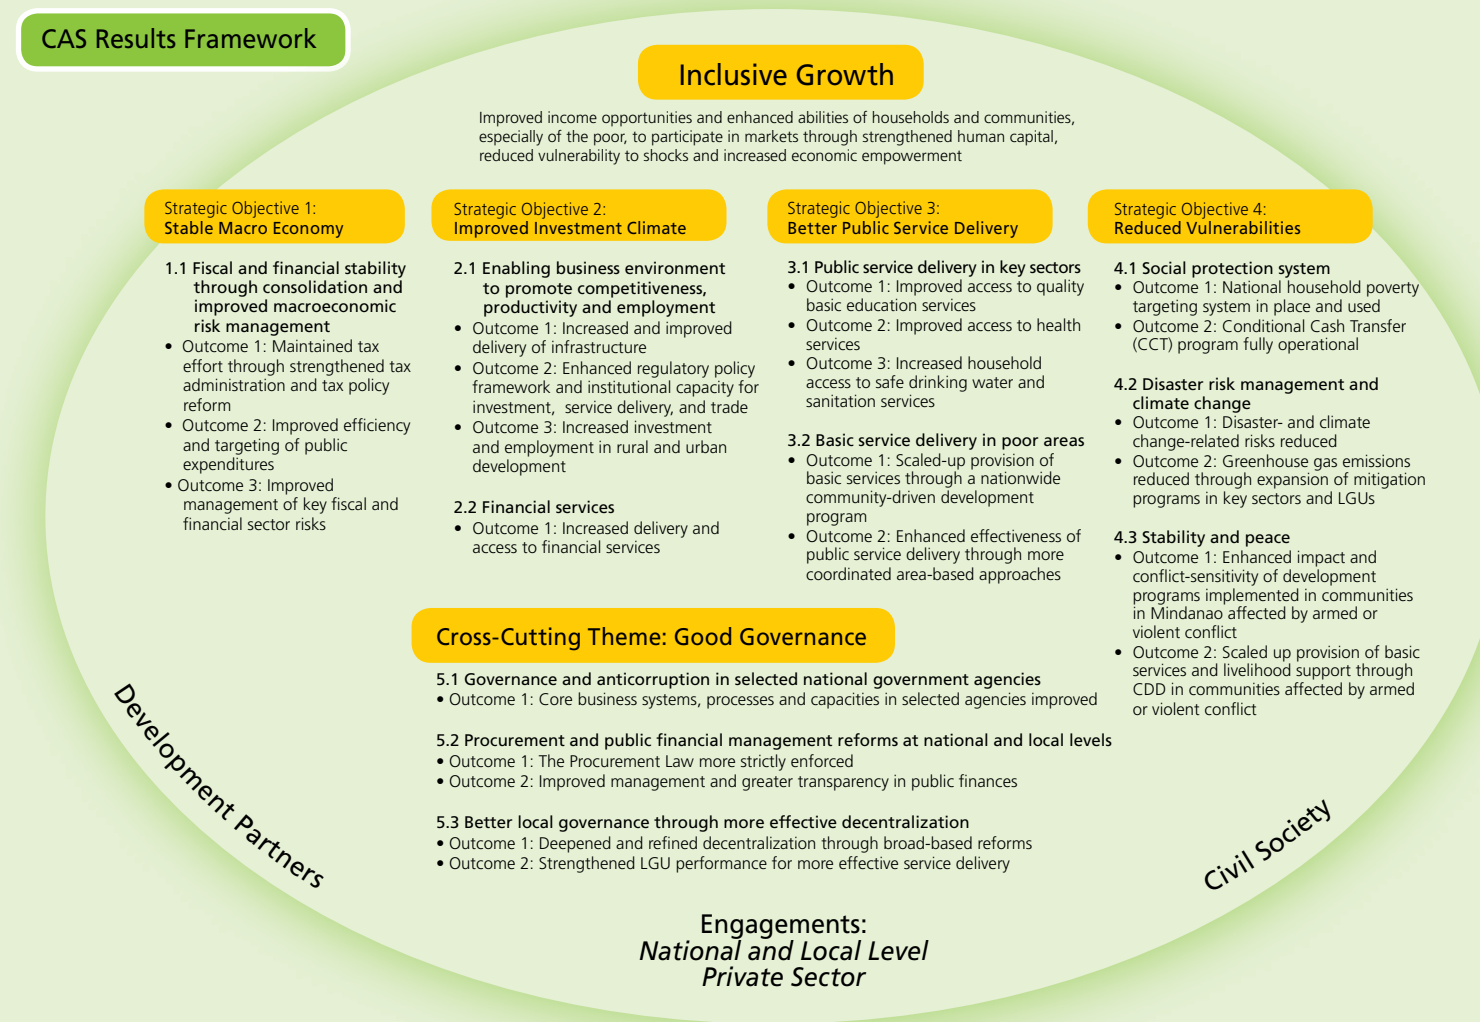 CAS Results Framework
Inclusive Growth
Improved income opportunities and enhanced abilities of households and communities,
especially of the poor, to participate in markets through strengthened human capital,
reduced vulnerability to shocks and increased economic empowerment
Strategic Objective 1:
Stable Macro Economy
1.1 Fiscal and financial stability
through consolidation and
improved macroeconomic
risk management
• Outcome 1: Maintained tax
effort through strengthened tax
administration and tax policy
reform
• Outcome 2: Improved efficiency
and targeting of public
expenditures
• Outcome 3: Improved
management of key fiscal and
financial sector risks
Strategic Objective 2:
Improved Investment Climate
2.1 Enabling business environment
to promote competitiveness,
productivity and employment
• Outcome 1: Increased and improved
delivery of infrastructure
• Outcome 2: Enhanced regulatory policy
framework and institutional capacity for
investment, service delivery, and trade
• Outcome 3: Increased investment
and employment in rural and urban
development
2.2 Financial services
• Outcome 1: Increased delivery and
access to financial services
Strategic Objective 3:
Better Public Service Delivery
3.1 Public service delivery in key sectors
• Outcome 1: Improved access to quality
basic education services
• Outcome 2: Improved access to health
services
• Outcome 3: Increased household
access to safe drinking water and
sanitation services
3.2 Basic service delivery in poor areas
• Outcome 1: Scaled-up provision of
basic services through a nationwide
community-driven development
program
• Outcome 2: Enhanced effectiveness of
public service delivery through more
coordinated area-based approaches
Strategic Objective 4:
Reduced Vulnerabilities
4.1 Social protection system
• Outcome 1: National household poverty
targeting system in place and used
• Outcome 2: Conditional Cash Transfer
(CCT) program fully operational
4.2 Disaster risk management and
climate change
• Outcome 1: Disaster- and climate
change-related risks reduced
• Outcome 2: Greenhouse gas emissions
reduced through expansion of mitigation
programs in key sectors and LGUs
4.3 Stability and peace
• Outcome 1: Enhanced impact and
conflict-sensitivity of development
programs implemented in communities
in Mindanao affected by armed or
violent conflict
• Outcome 2: Scaled up provision of basic
services and livelihood support through
CDD in communities affected by armed
or violent conflict
Cross-Cutting Theme: Good Governance
5.1 Governance and anticorruption in selected national government agencies
• Outcome 1: Core business systems, processes and capacities in selected agencies improved
5.2 Procurement and public financial management reforms at national and local levels
• Outcome 1: The Procurement Law more strictly enforced
• Outcome 2: Improved management and greater transparency in public finances
5.3 Better local governance through more effective decentralization
• Outcome 1: Deepened and refined decentralization through broad-based reforms
• Outcome 2: Strengthened LGU performance for more effective service delivery
Development Partners
Civil Society
Engagements:
National and Local Level
Private Sector